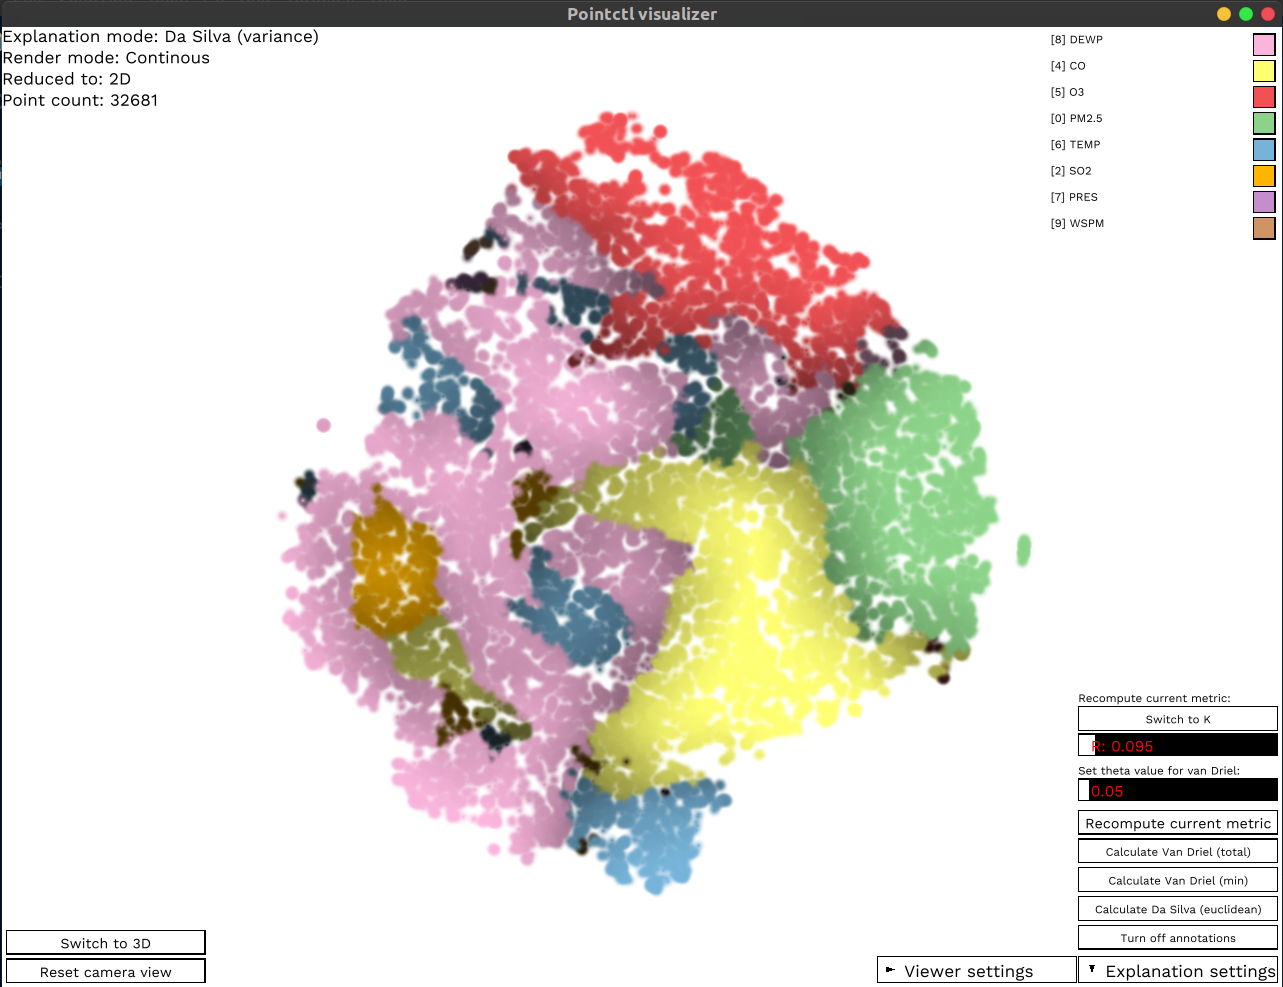 Pointctl visualizer
Explanation mode: Da Silva (variance)
Render mode: Continous
Reduced to: 2D
Point count: 32681
[8] DEWP
[4] CO
[5] O3
[0] PM2.5
[6] TEMP
[2] SO2
[7] PRES
[9] WSPM
Recompute current metric:
Switch to K
R: 0.095
Set theta value for van Driel:
0.05
Recompute current metric
Calculate Van Driel (total)
Calculate Van Driel (min)
Calculate Da Silva (euclidean)
Turn off annotations
Switch to 3D
Reset camera view
Viewer settings
Explanation settings